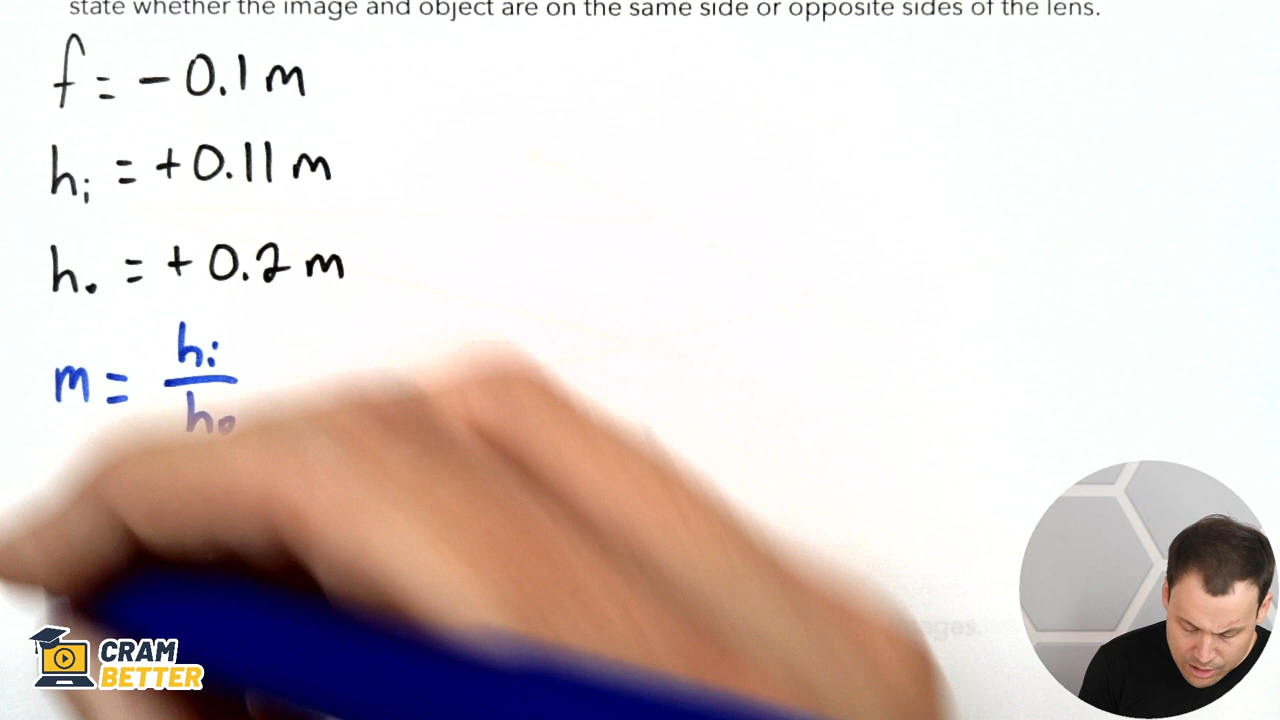 state whether the image and object are on the same side or opposite sides of the lens.
f = - 0.1 m
hi = + 0.11 m
ho = + 0.2 m
m = hi / ho
CRAM
BETTER